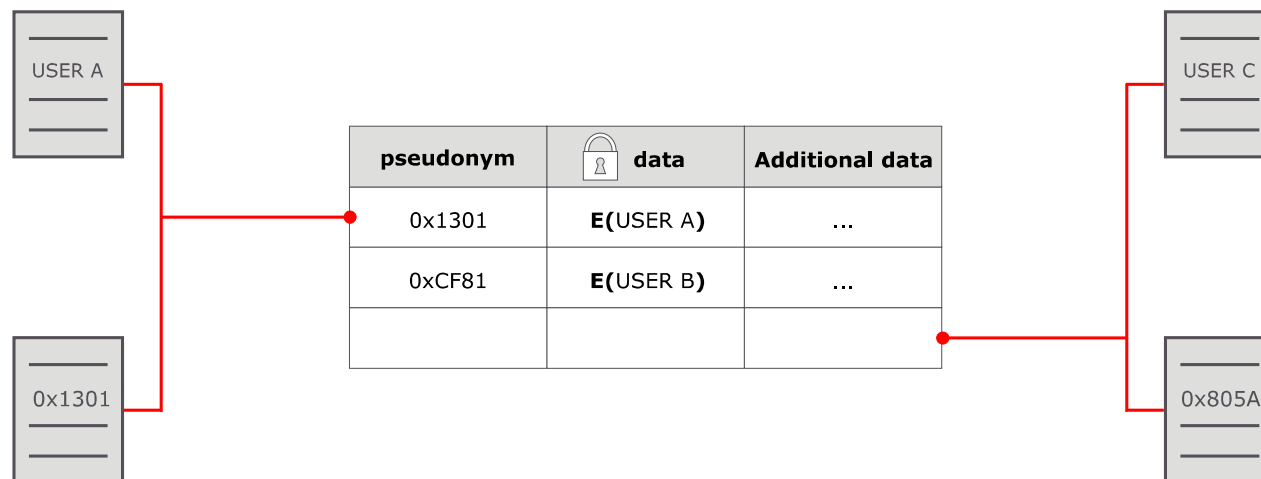 USER A
USER C
pseudonym data Additional data
0x1301 E(USER A) ...
0xCF81 E(USER B) ...
0x1301
0x805A